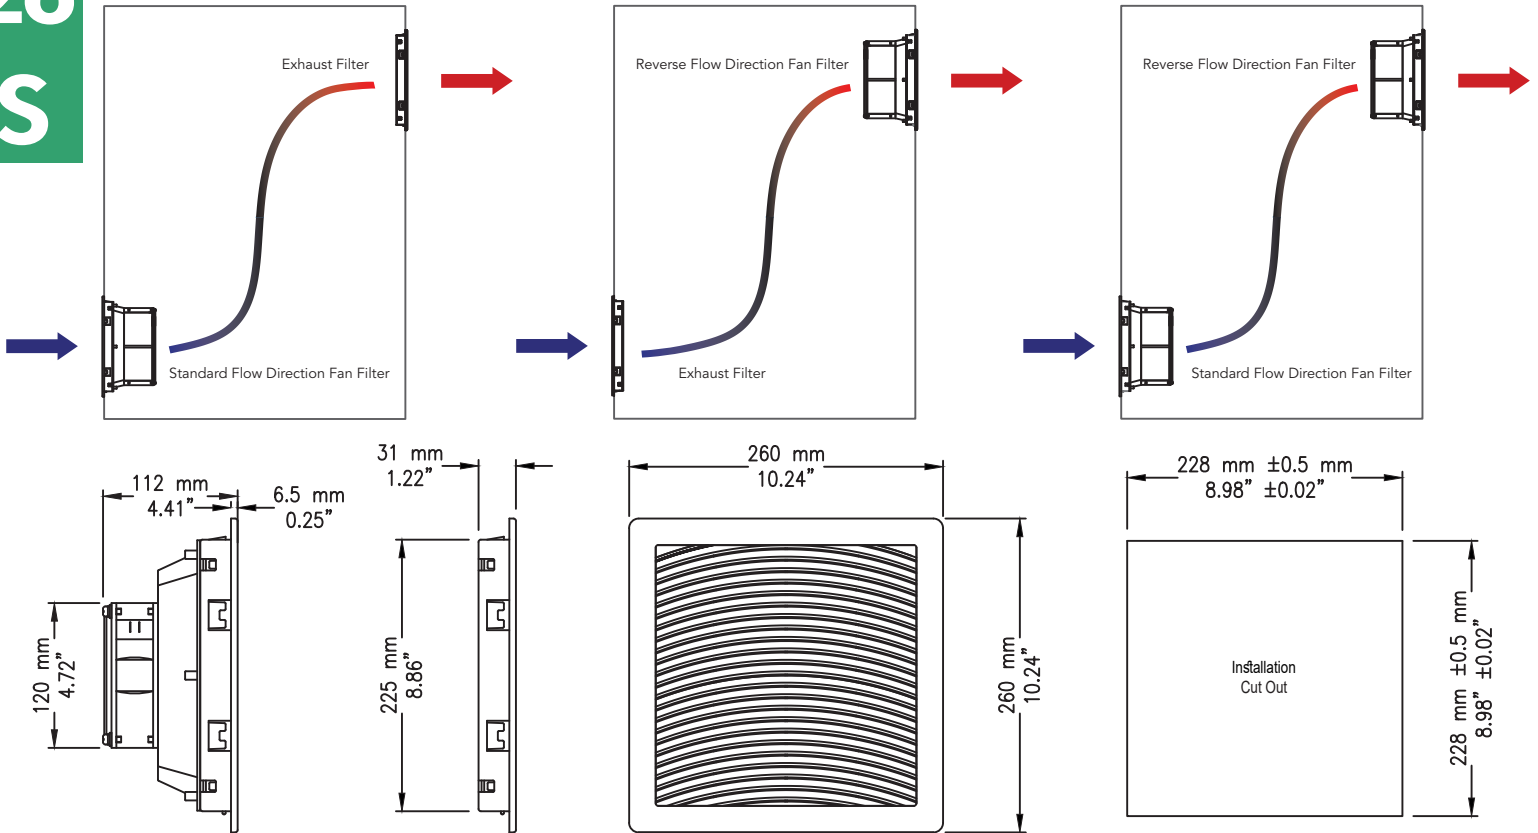 S
Exhaust Filter
Standard Flow Direction Fan Filter
Reverse Flow Direction Fan Filter
Exhaust Filter
Reverse Flow Direction Fan Filter
Standard Flow Direction Fan Filter
112 mm
4.41”
6.5 mm
0.25”
120 mm
4.72”
31 mm
1.22”
225 mm
8.86”
260 mm
10.24”
260 mm
10.24”
228 mm ±0.5 mm
8.98” ±0.02”
Installation
Cut Out
228 mm ±0.5 mm
8.98” ±0.02”